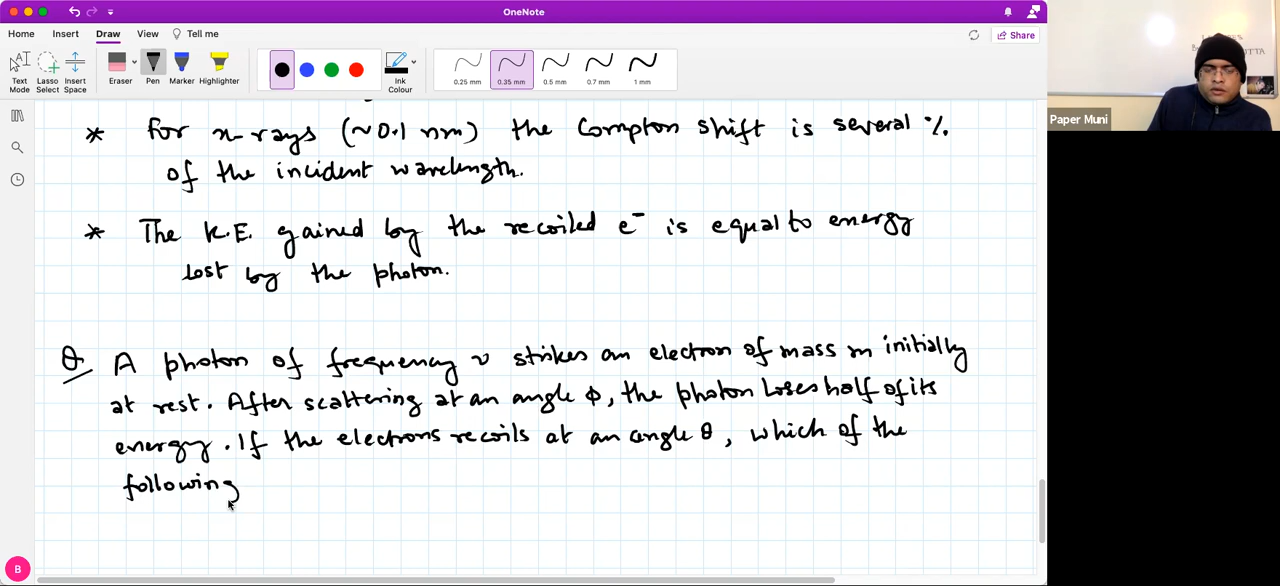 OneNote
Home Insert Draw View Tell me
Share
Text Mode
Lasso Select
Insert Space
Eraser
Pen
Marker
Highlighter
Ink Colour
0.25 mm
0.35 mm
0.5 mm
0.7 mm
1 mm
Paper Muni
* For x-rays (~0.1 nm) the Compton shift is several %
of the incident wavelength.
* The K.E. gained by the recoiled e⁻ is equal to energy
lost by the photon.
Q A photon of frequency ν strikes an electron of mass m initially
at rest. After scattering at an angle ϕ, the photon loses half of its
energy. If the electrons recoils at an angle θ, which of the
following
B